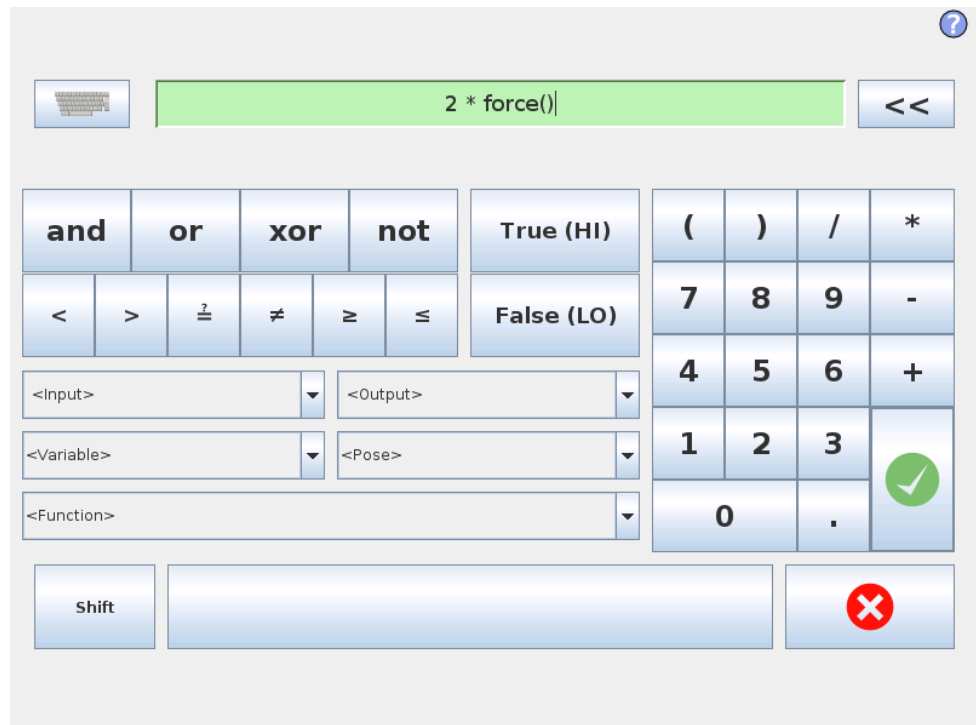 ?
2 * force()
<<
and or xor not True (HI) ( ) / *
< > ≟ ≠ ≥ ≤ False (LO) 7 8 9 -
<Input> <Output> 4 5 6 +
<Variable> <Pose> 1 2 3
<Function> 0 .
Shift